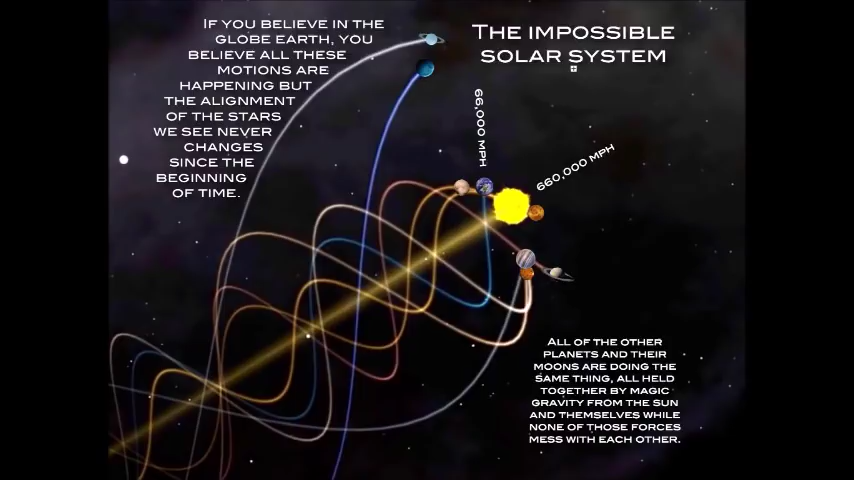 If you believe in the
globe earth, you
believe all these
motions are
happening but
the alignment
of the stars
we see never
changes
since the
beginning
of time.
The impossible
solar system
66,000 mph
660,000 mph
All of the other
planets and their
moons are doing the
same thing, all held
together by magic
gravity from the sun
and themselves while
none of those forces
mess with each other.